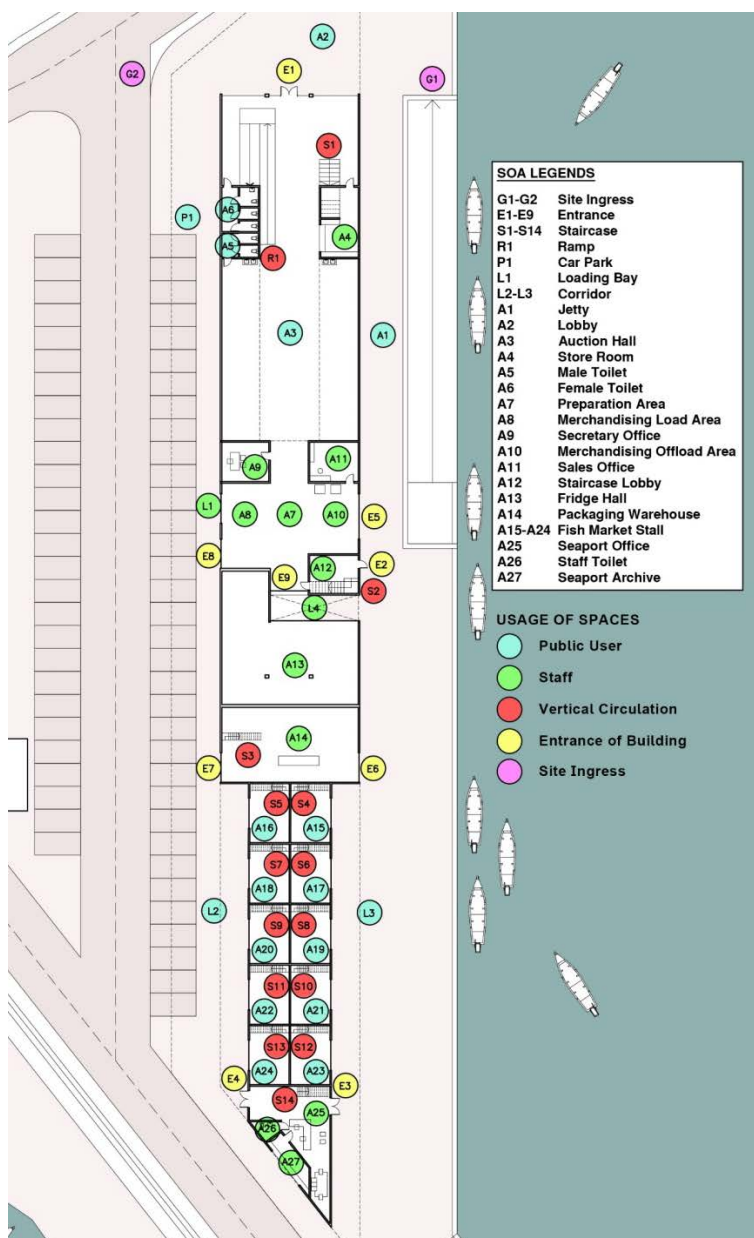 A2
G2
E1
G1
S1
A6
P1
A4
A5
R1
A3
A1
A9
A11
L1
A8
A7
A10
E5
E8
A12
E2
E9
S2
L4
A13
A14
S3
E7
E6
S5
S4
A16
A15
S7
S6
A18
A17
L2
L3
S9
S8
A20
A19
S11
S10
A22
A21
S13
S12
A24
A23
E4
E3
S14
A25
A26
A27
SOA LEGENDS
G1-G2 Site Ingress
E1-E9 Entrance
S1-S14 Staircase
R1 Ramp
P1 Car Park
L1 Loading Bay
L2-L3 Corridor
A1 Jetty
A2 Lobby
A3 Auction Hall
A4 Store Room
A5 Male Toilet
A6 Female Toilet
A7 Preparation Area
A8 Merchandising Load Area
A9 Secretary Office
A10 Merchandising Offload Area
A11 Sales Office
A12 Staircase Lobby
A13 Fridge Hall
A14 Packaging Warehouse
A15-A24 Fish Market Stall
A25 Seaport Office
A26 Staff Toilet
A27 Seaport Archive
USAGE OF SPACES
Public User
Staff
Vertical Circulation
Entrance of Building
Site Ingress